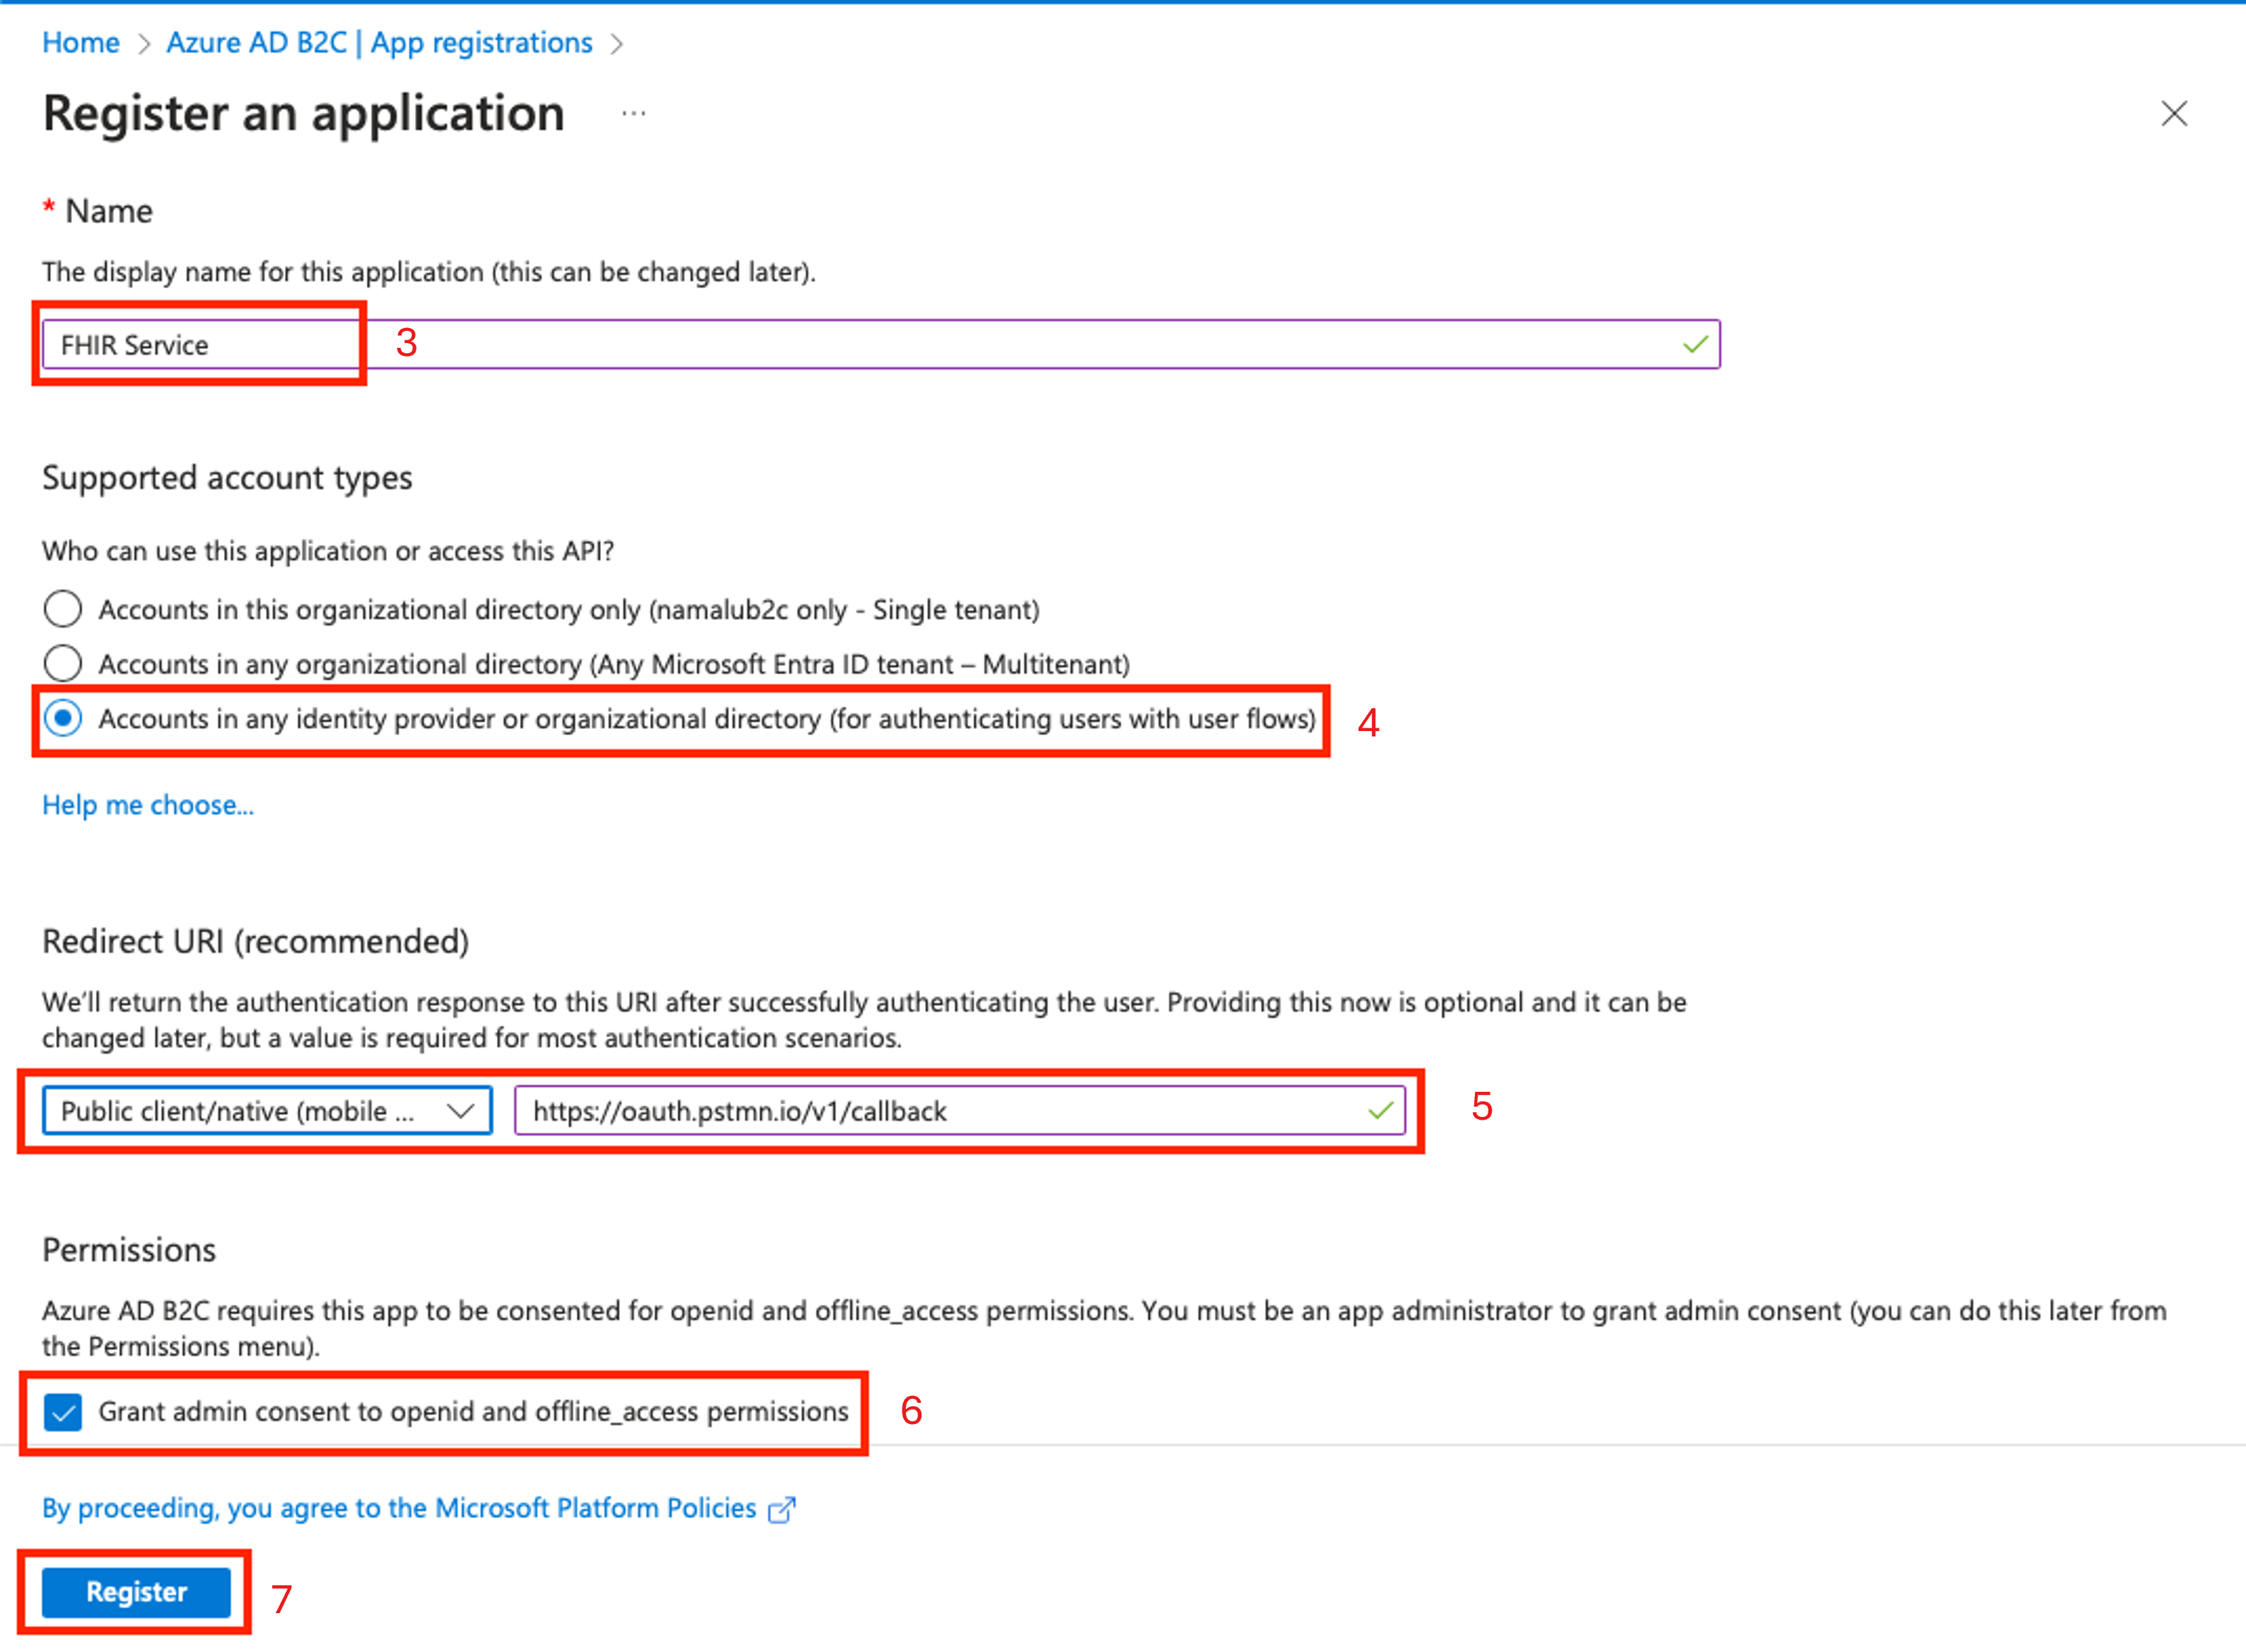 Home > Azure AD B2C | App registrations >
Register an application ...
* Name
The display name for this application (this can be changed later).
FHIR Service 3
Supported account types
Who can use this application or access this API?
Accounts in this organizational directory only (namalub2c only - Single tenant)
Accounts in any organizational directory (Any Microsoft Entra ID tenant – Multitenant)
Accounts in any identity provider or organizational directory (for authenticating users with user flows) 4
Help me choose...
Redirect URI (recommended)
We'll return the authentication response to this URI after successfully authenticating the user. Providing this now is optional and it can be
changed later, but a value is required for most authentication scenarios.
Public client/native (mobile ... https://oauth.pstmn.io/v1/callback 5
Permissions
Azure AD B2C requires this app to be consented for openid and offline_access permissions. You must be an app administrator to grant admin consent (you can do this later from
the Permissions menu).
Grant admin consent to openid and offline_access permissions 6
By proceeding, you agree to the Microsoft Platform Policies
Register 7